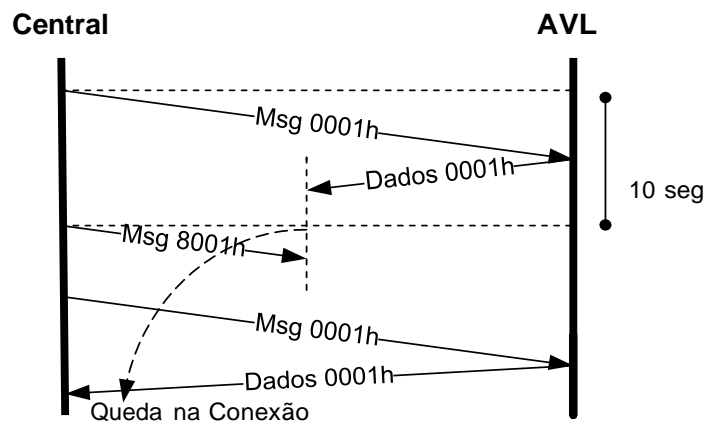 Central
AVL
Msg 0001h
Dados 0001h
10 seg
Msg 8001h
Msg 0001h
Dados 0001h
Queda na Conexão